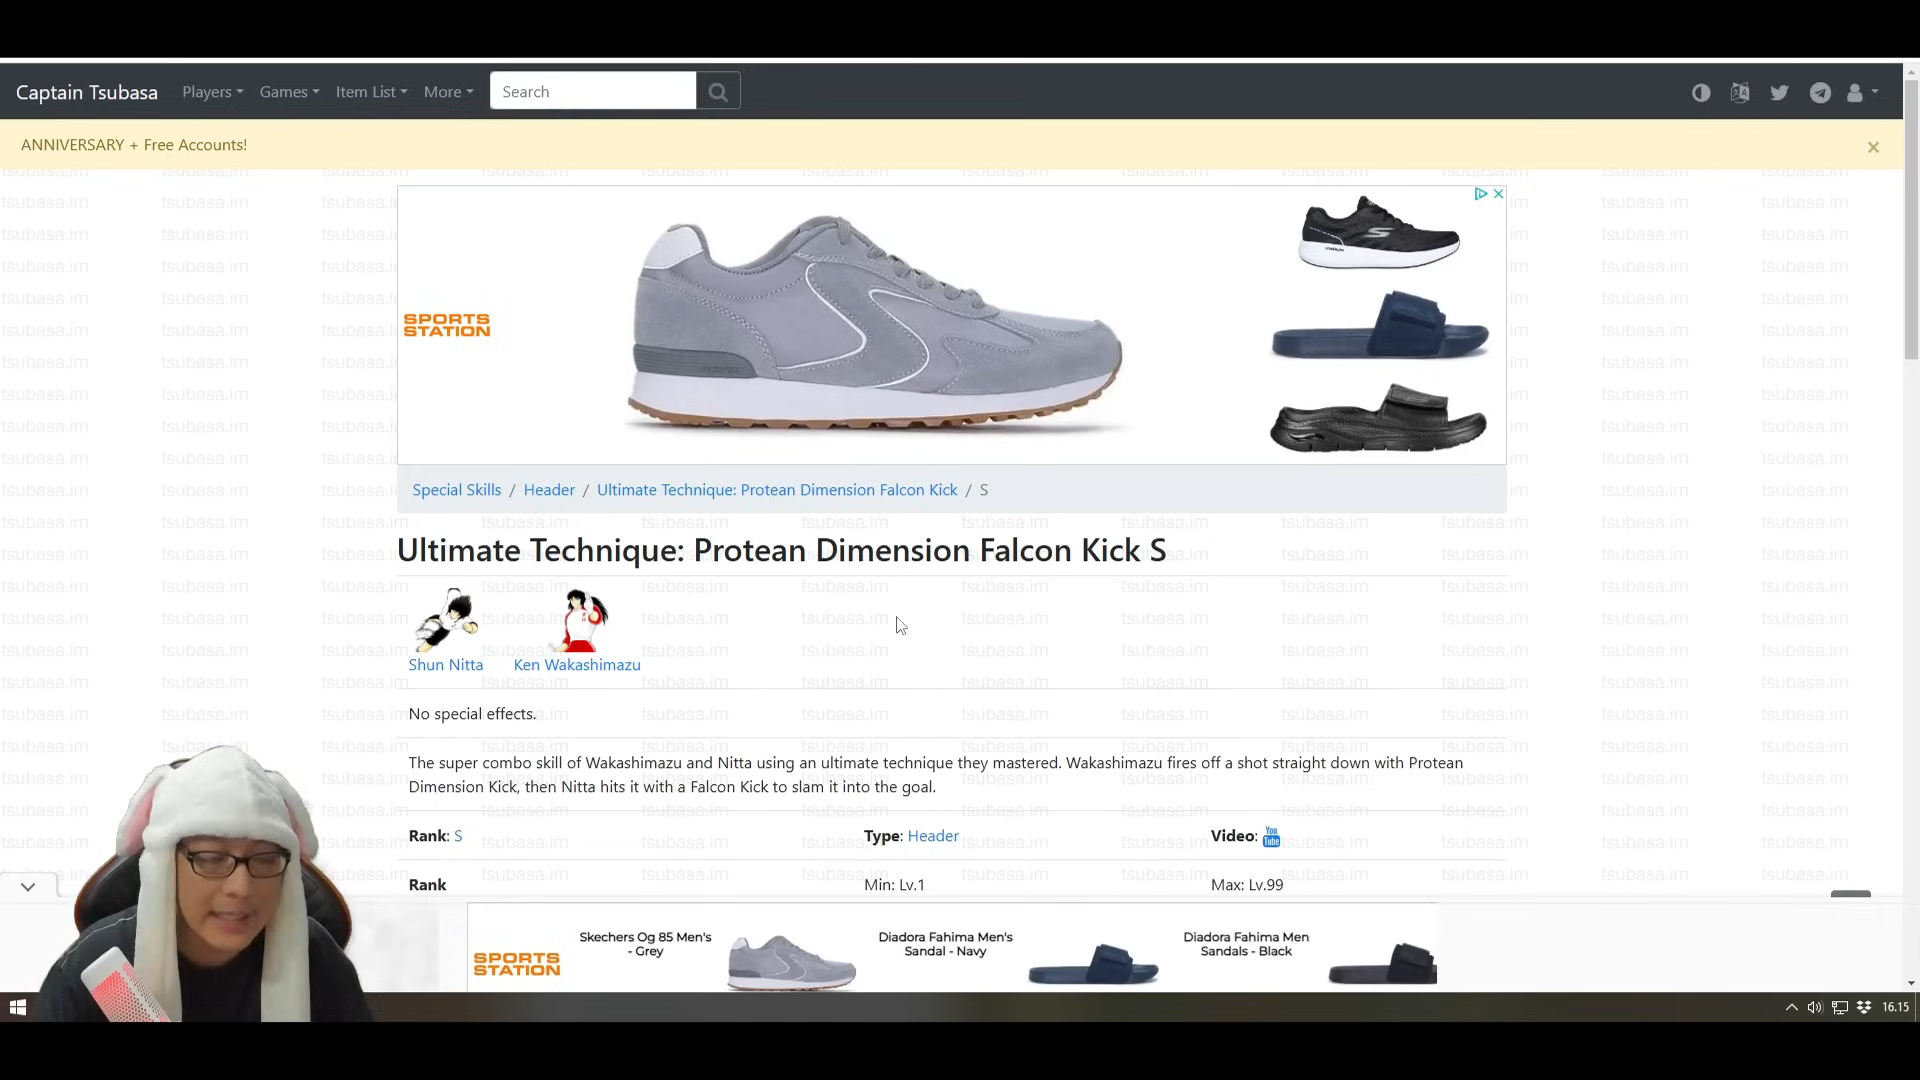 Captain Tsubasa Players Games Item List More Search
ANNIVERSARY + Free Accounts!
SPORTS
STATION
Special Skills / Header / Ultimate Technique: Protean Dimension Falcon Kick / S
Ultimate Technique: Protean Dimension Falcon Kick S
Shun Nitta Ken Wakashimazu
No special effects.
The super combo skill of Wakashimazu and Nitta using an ultimate technique they mastered. Wakashimazu fires off a shot straight down with Protean
Dimension Kick, then Nitta hits it with a Falcon Kick to slam it into the goal.
Rank: S Type: Header Video: You Tube
Rank Min: Lv.1 Max: Lv.99
SPORTS
STATION
Skechers Og 85 Men's
- Grey
Diadora Fahima Men's
Sandal - Navy
Diadora Fahima Men
Sandals - Black
16.15
tsubasa.im